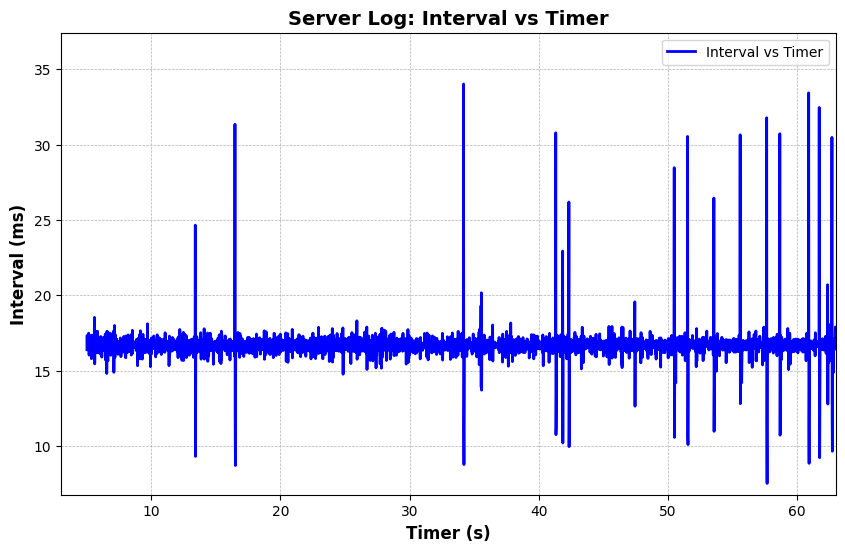 Server Log: Interval vs Timer
Interval vs Timer
35
30
25
20
15
10
Interval (ms)
10 20 30 40 50 60
Timer (s)